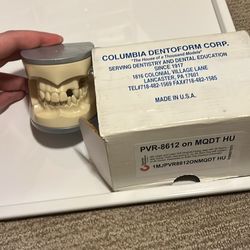 COLUMBIA DENTOFORM CORP.
"The House of a Thousand Models"
SERVING DENTISTRY AND DENTAL EDUCATION
SINCE 1917
1816 COLONIAL VILLAGE LANE
LANCASTER, PA 17601
TEL#718-482-1569 FAX#718-482-1585
MADE IN U.S.A.
PVR-8612 on MQDT HU
1MJPVR8612ONMQDT HU